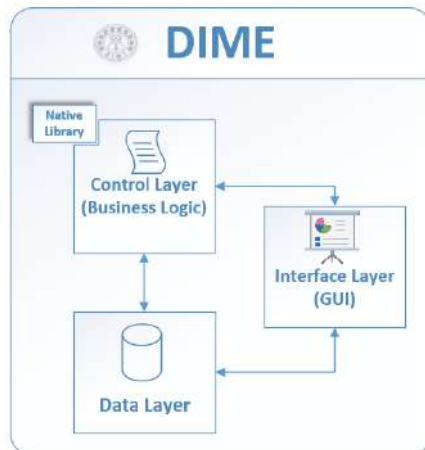 DIME
Native
Library
Control Layer
(Business Logic)
Interface Layer
(GUI)
Data Layer